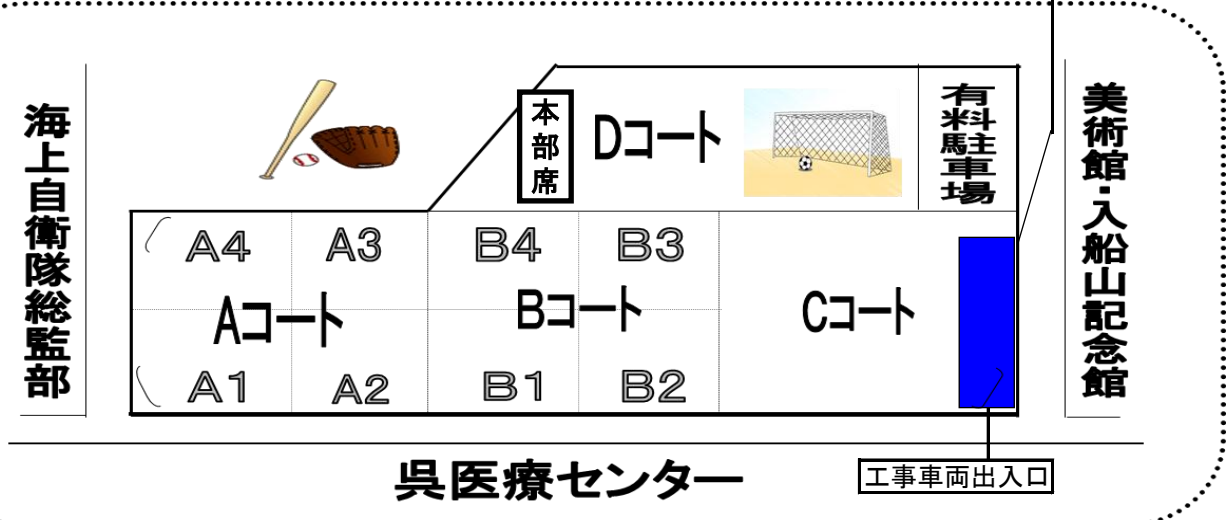 海上自衛隊総監部
本部席
Dコート
有料駐車場
美術館・入船山記念館
A4
A3
B4
B3
Aコート
Bコート
Cコート
A1
A2
B1
B2
呉医療センター
工事車両出入口